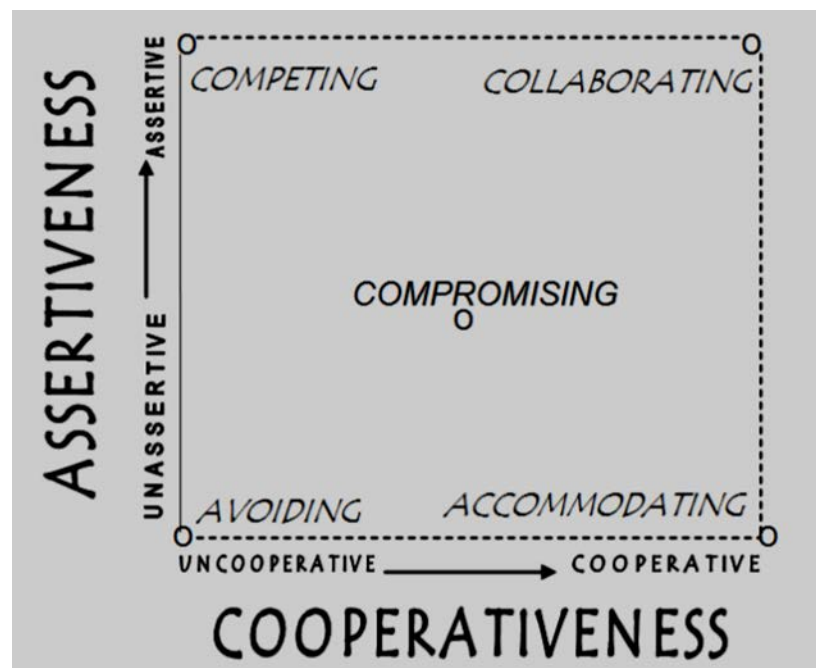 ASSERTIVENESS
UNASSERTIVE
ASSERTIVE
COMPETING
COLLABORATING
COMPROMISING
AVOIDING
ACCOMMODATING
UNCOOPERATIVE
COOPERATIVE
COOPERATIVENESS